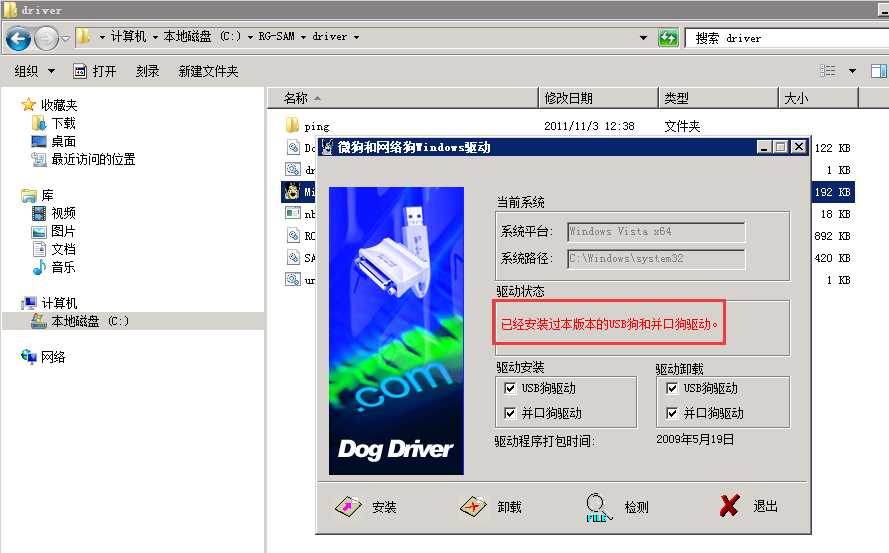 driver
计算机 本地磁盘 (C:) RG-SAM driver
搜索 driver
组织 打开 刻录 新建文件夹
名称 修改日期 类型 大小
收藏夹
下载
桌面
最近访问的位置
库
视频
图片
文档
音乐
计算机
本地磁盘 (C:)
网络
ping 2011/11/3 12:38 文件夹
122 KB
1 KB
Mi 192 KB
nb 18 KB
RG 892 KB
SA 420 KB
un 1 KB
微狗和网络狗Windows驱动
当前系统
系统平台: Windows Vista x64
系统路径: C:\Windows\system32
驱动状态
已经安装过本版本的USB狗和并口狗驱动。
驱动安装 驱动卸载
USB狗驱动 USB狗驱动
并口狗驱动 并口狗驱动
驱动程序打包时间: 2009年5月19日
.com
Dog Driver
安装 卸载 FILE 检测 退出